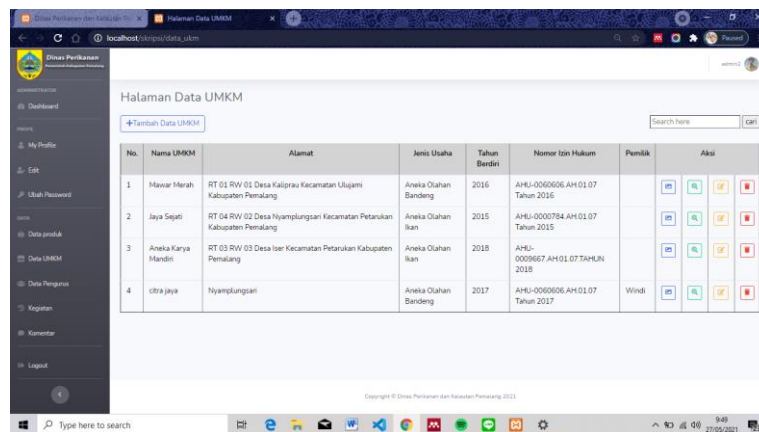 Dinas Perikanan dan Kelautan
Halaman Data UMKM
localhost/skripsi/data_ukm
Paused
Dinas Perikanan
admin2
ADMINISTRATOR
Dashboard
PROFIL
My Profile
Edit
Ubah Password
DATA
Data produk
Data UMKM
Data Pengurus
Kegiatan
Komentar
Logout
Halaman Data UMKM
+Tambah Data UMKM
Search here
cari
No. Nama UMKM Alamat Jenis Usaha Tahun Berdiri Nomor Izin Hukum Pemilik Aksi
1 Mawar Merah RT 01 RW 01 Desa Kaliprau Kecamatan Ulujami Kabupaten Pemalang Aneka Olahan Bandeng 2016 AHU-0060606.AH.01.07 Tahun 2016
2 Jaya Sejati RT 04 RW 02 Desa Nyamplungsari Kecamatan Petarukan Kabupaten Pemalang Aneka Olahan Ikan 2015 AHU-0000784.AH.01.07 Tahun 2015
3 Aneka Karya Mandiri RT 03 RW 03 Desa Iser Kecamatan Petarukan Kabupaten Pemalang Aneka Olahan Ikan 2018 AHU-0009667.AH.01.07.TAHUN 2018
4 citra jaya Nyamplungsari Aneka Olahan Bandeng 2017 AHU-0060606.AH.01.07 Tahun 2017 Windi
Copyright © Dinas Perikanan dan Kelautan Pemalang 2021
Type here to search
9:49
27/05/2021